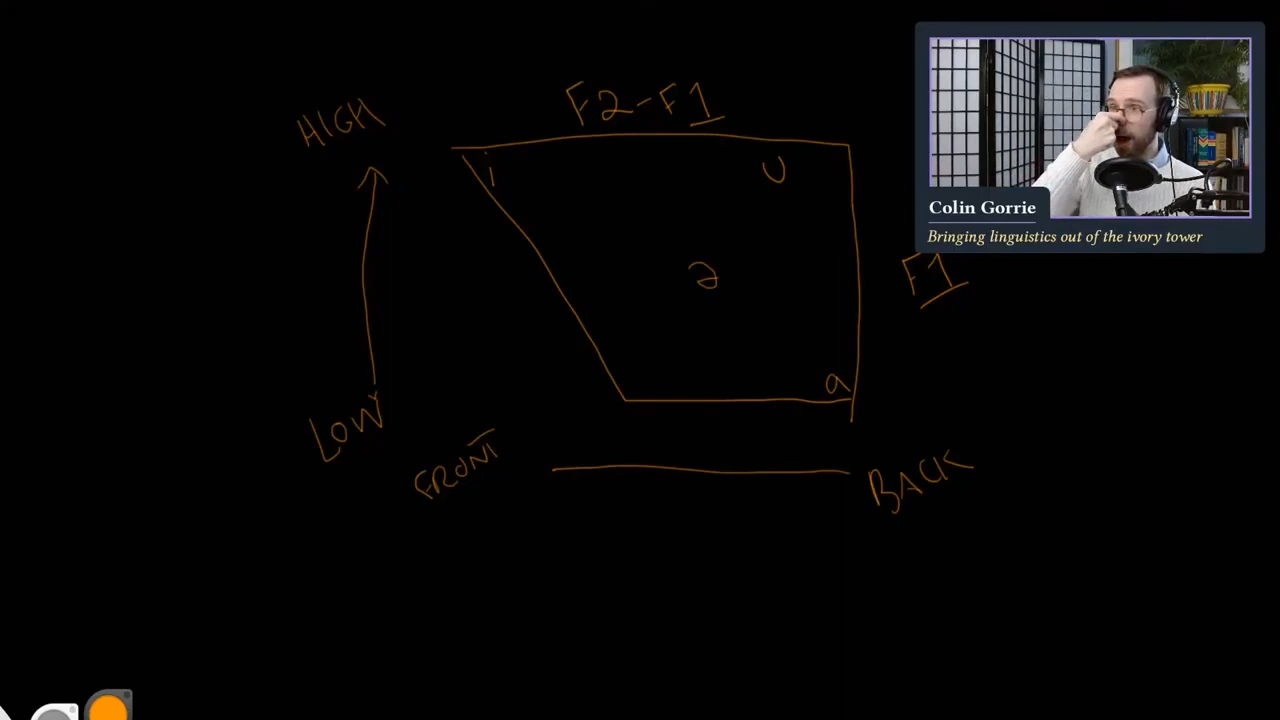 F2-F1
HIGH
i
u
Colin Gorrie
Bringing linguistics out of the ivory tower
ə
F1
a
LOW
FRONT
BACK